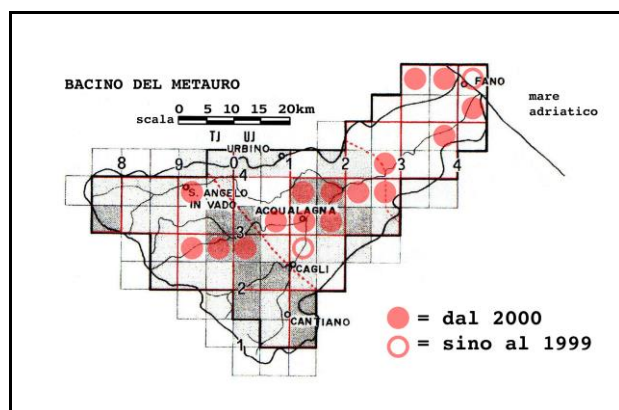 BACINO DEL METAURO
scala 0 5 10 15 20km
TJ UJ
FANO
mare
adriatico
URBINO
8 9 0 1 2 3 4
4
S. ANGELO
IN VADO
ACQUALAGNA
3
CAGLI
2
CANTIANO
1
= dal 2000
= sino al 1999